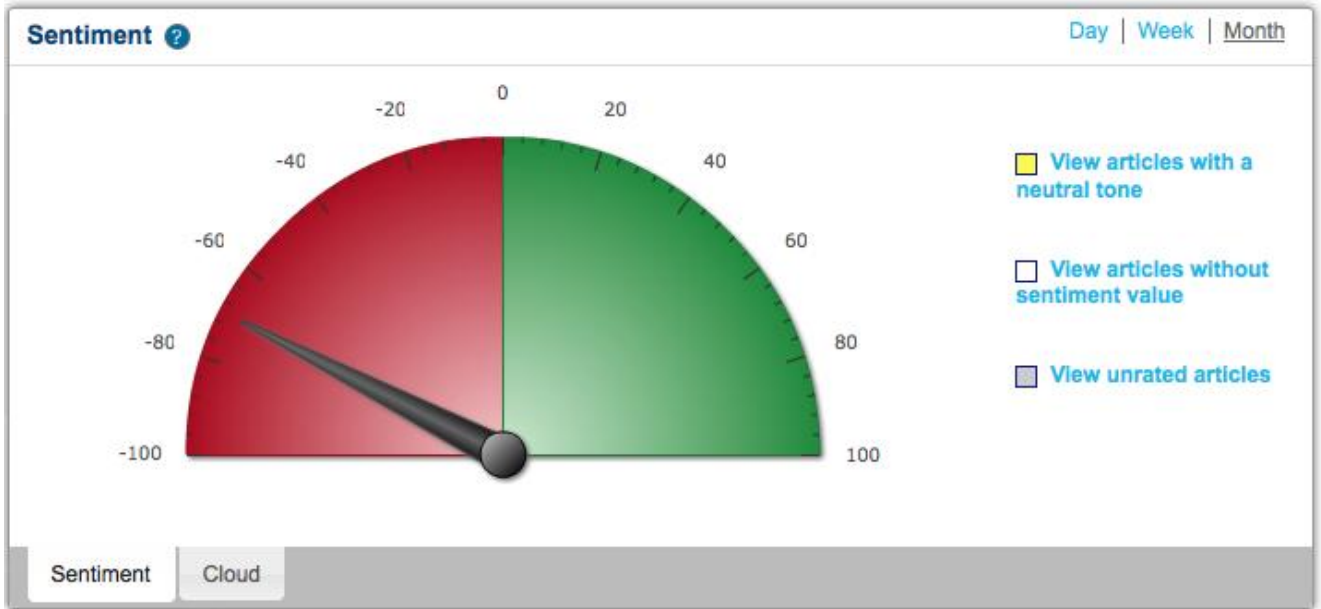 Sentiment ?
Day | Week | Month
0
-20
20
-40
40
-60
60
-80
80
-100
100
View articles with a
neutral tone
View articles without
sentiment value
View unrated articles
Sentiment
Cloud